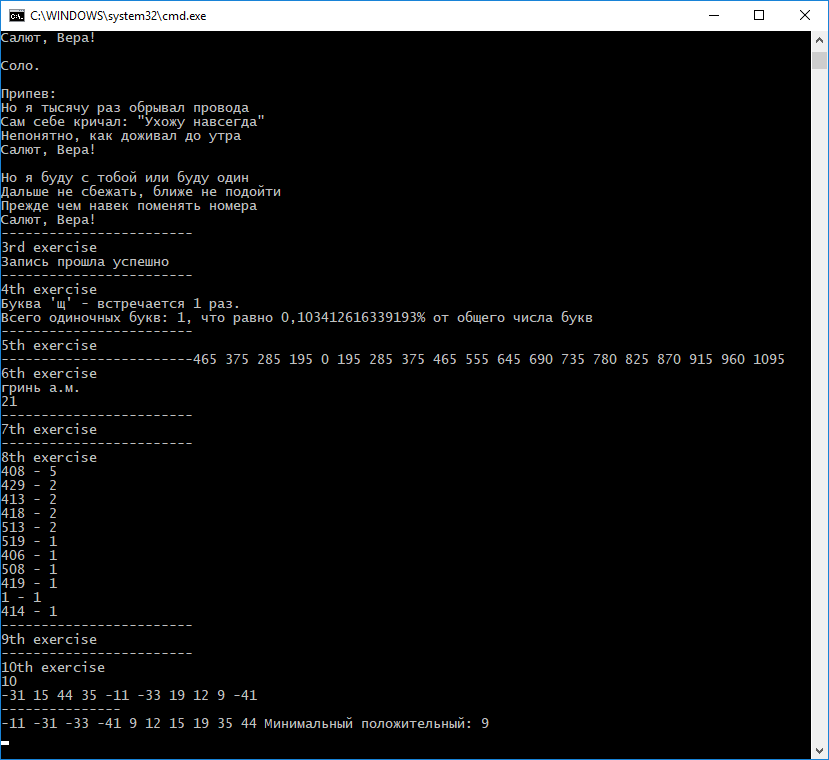 C:\WINDOWS\system32\cmd.exe
Салют, Вера!
Соло.
Припев:
Но я тысячу раз обрывал провода
Сам себе кричал: "Ухожу навсегда"
Непонятно, как доживал до утра
Салют, Вера!
Но я буду с тобой или буду один
Дальше не сбежать, ближе не подойти
Прежде чем навек поменять номера
Салют, Вера!
------------------------
3rd exercise
Запись прошла успешно
------------------------
4th exercise
Буква 'щ' - встречается 1 раз.
Всего одиночных букв: 1, что равно 0,103412616339193% от общего числа букв
------------------------
5th exercise
------------------------465 375 285 195 0 195 285 375 465 555 645 690 735 780 825 870 915 960 1095
6th exercise
гринь а.м.
21
------------------------
7th exercise
------------------------
8th exercise
408 - 5
429 - 2
413 - 2
418 - 2
513 - 2
519 - 1
406 - 1
508 - 1
419 - 1
1 - 1
414 - 1
------------------------
9th exercise
------------------------
10th exercise
10
-31 15 44 35 -11 -33 19 12 9 -41
---------------
-11 -31 -33 -41 9 12 15 19 35 44 Минимальный положительный: 9